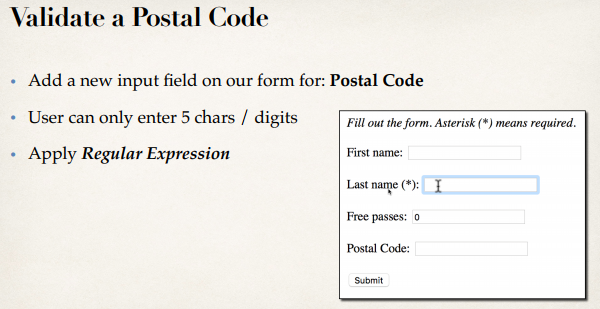 Validate a Postal Code
• Add a new input field on our form for: Postal Code
• User can only enter 5 chars / digits
• Apply Regular Expression
Fill out the form. Asterisk (*) means required.
First name:
Last name (*):
Free passes: 0
Postal Code:
Submit